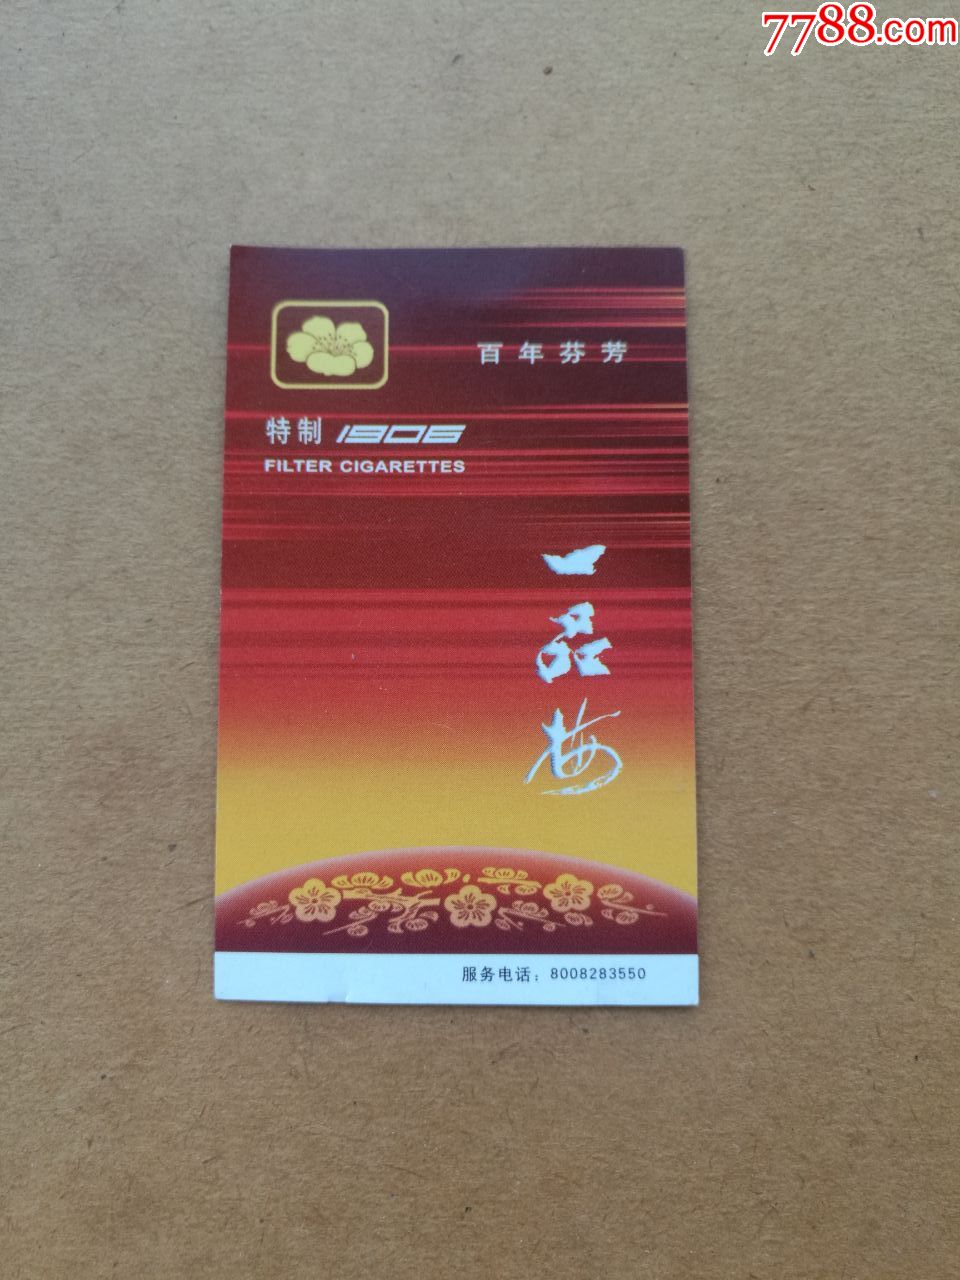 7788.com
百年芬芳
特制 1906
FILTER CIGARETTES
一品梅
服务电话：8008283550